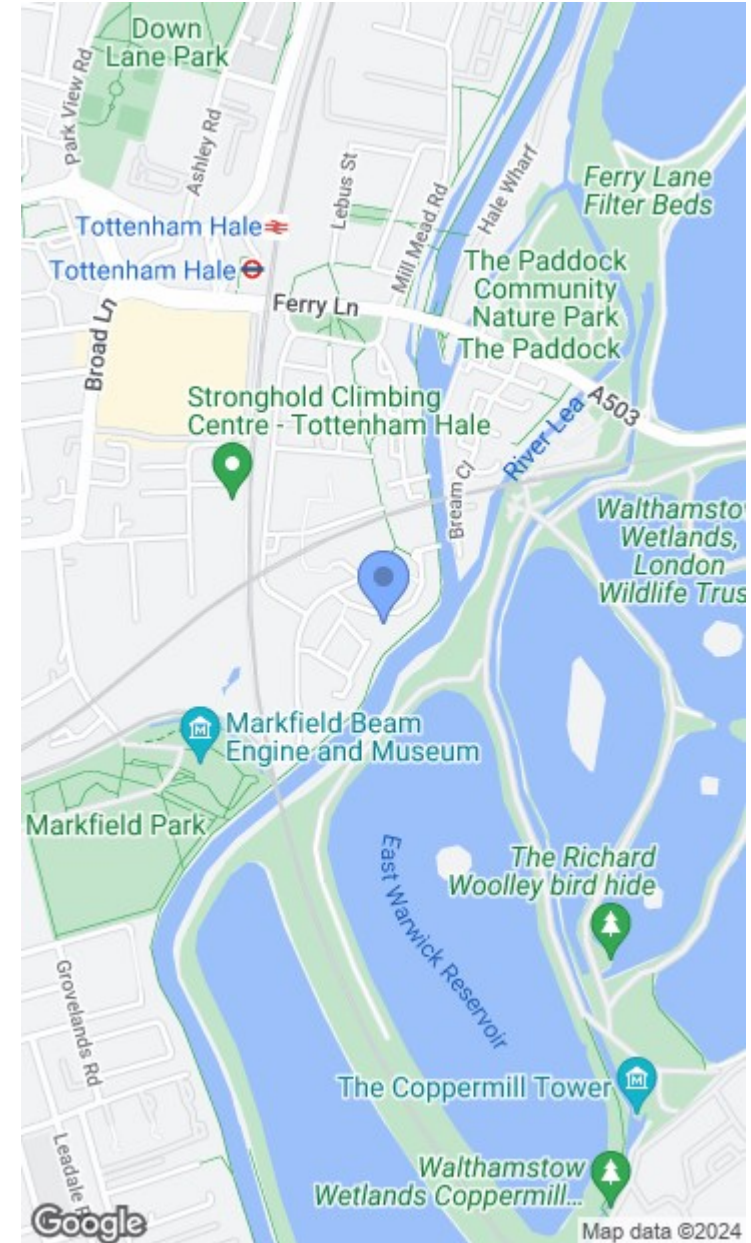 Down
Lane Park
Park View Rd
Ashley Rd
Lebus St
Mill Mead Rd
Hale Wharf
Ferry Lane
Filter Beds
Tottenham Hale
Tottenham Hale
The Paddock
Community
Nature Park
The Paddock
Ferry Ln
Broad Ln
A503
Stronghold Climbing
Centre - Tottenham Hale
River Lea
Bream Cl
Walthamstow
Wetlands,
London
Wildlife Trus
Markfield Beam
Engine and Museum
Markfield Park
East Warwick Reservoir
The Richard
Woolley bird hide
Grovelands Rd
The Coppermill Tower
Leadale R
Walthamstow
Wetlands Coppermill...
Google
Map data ©2024